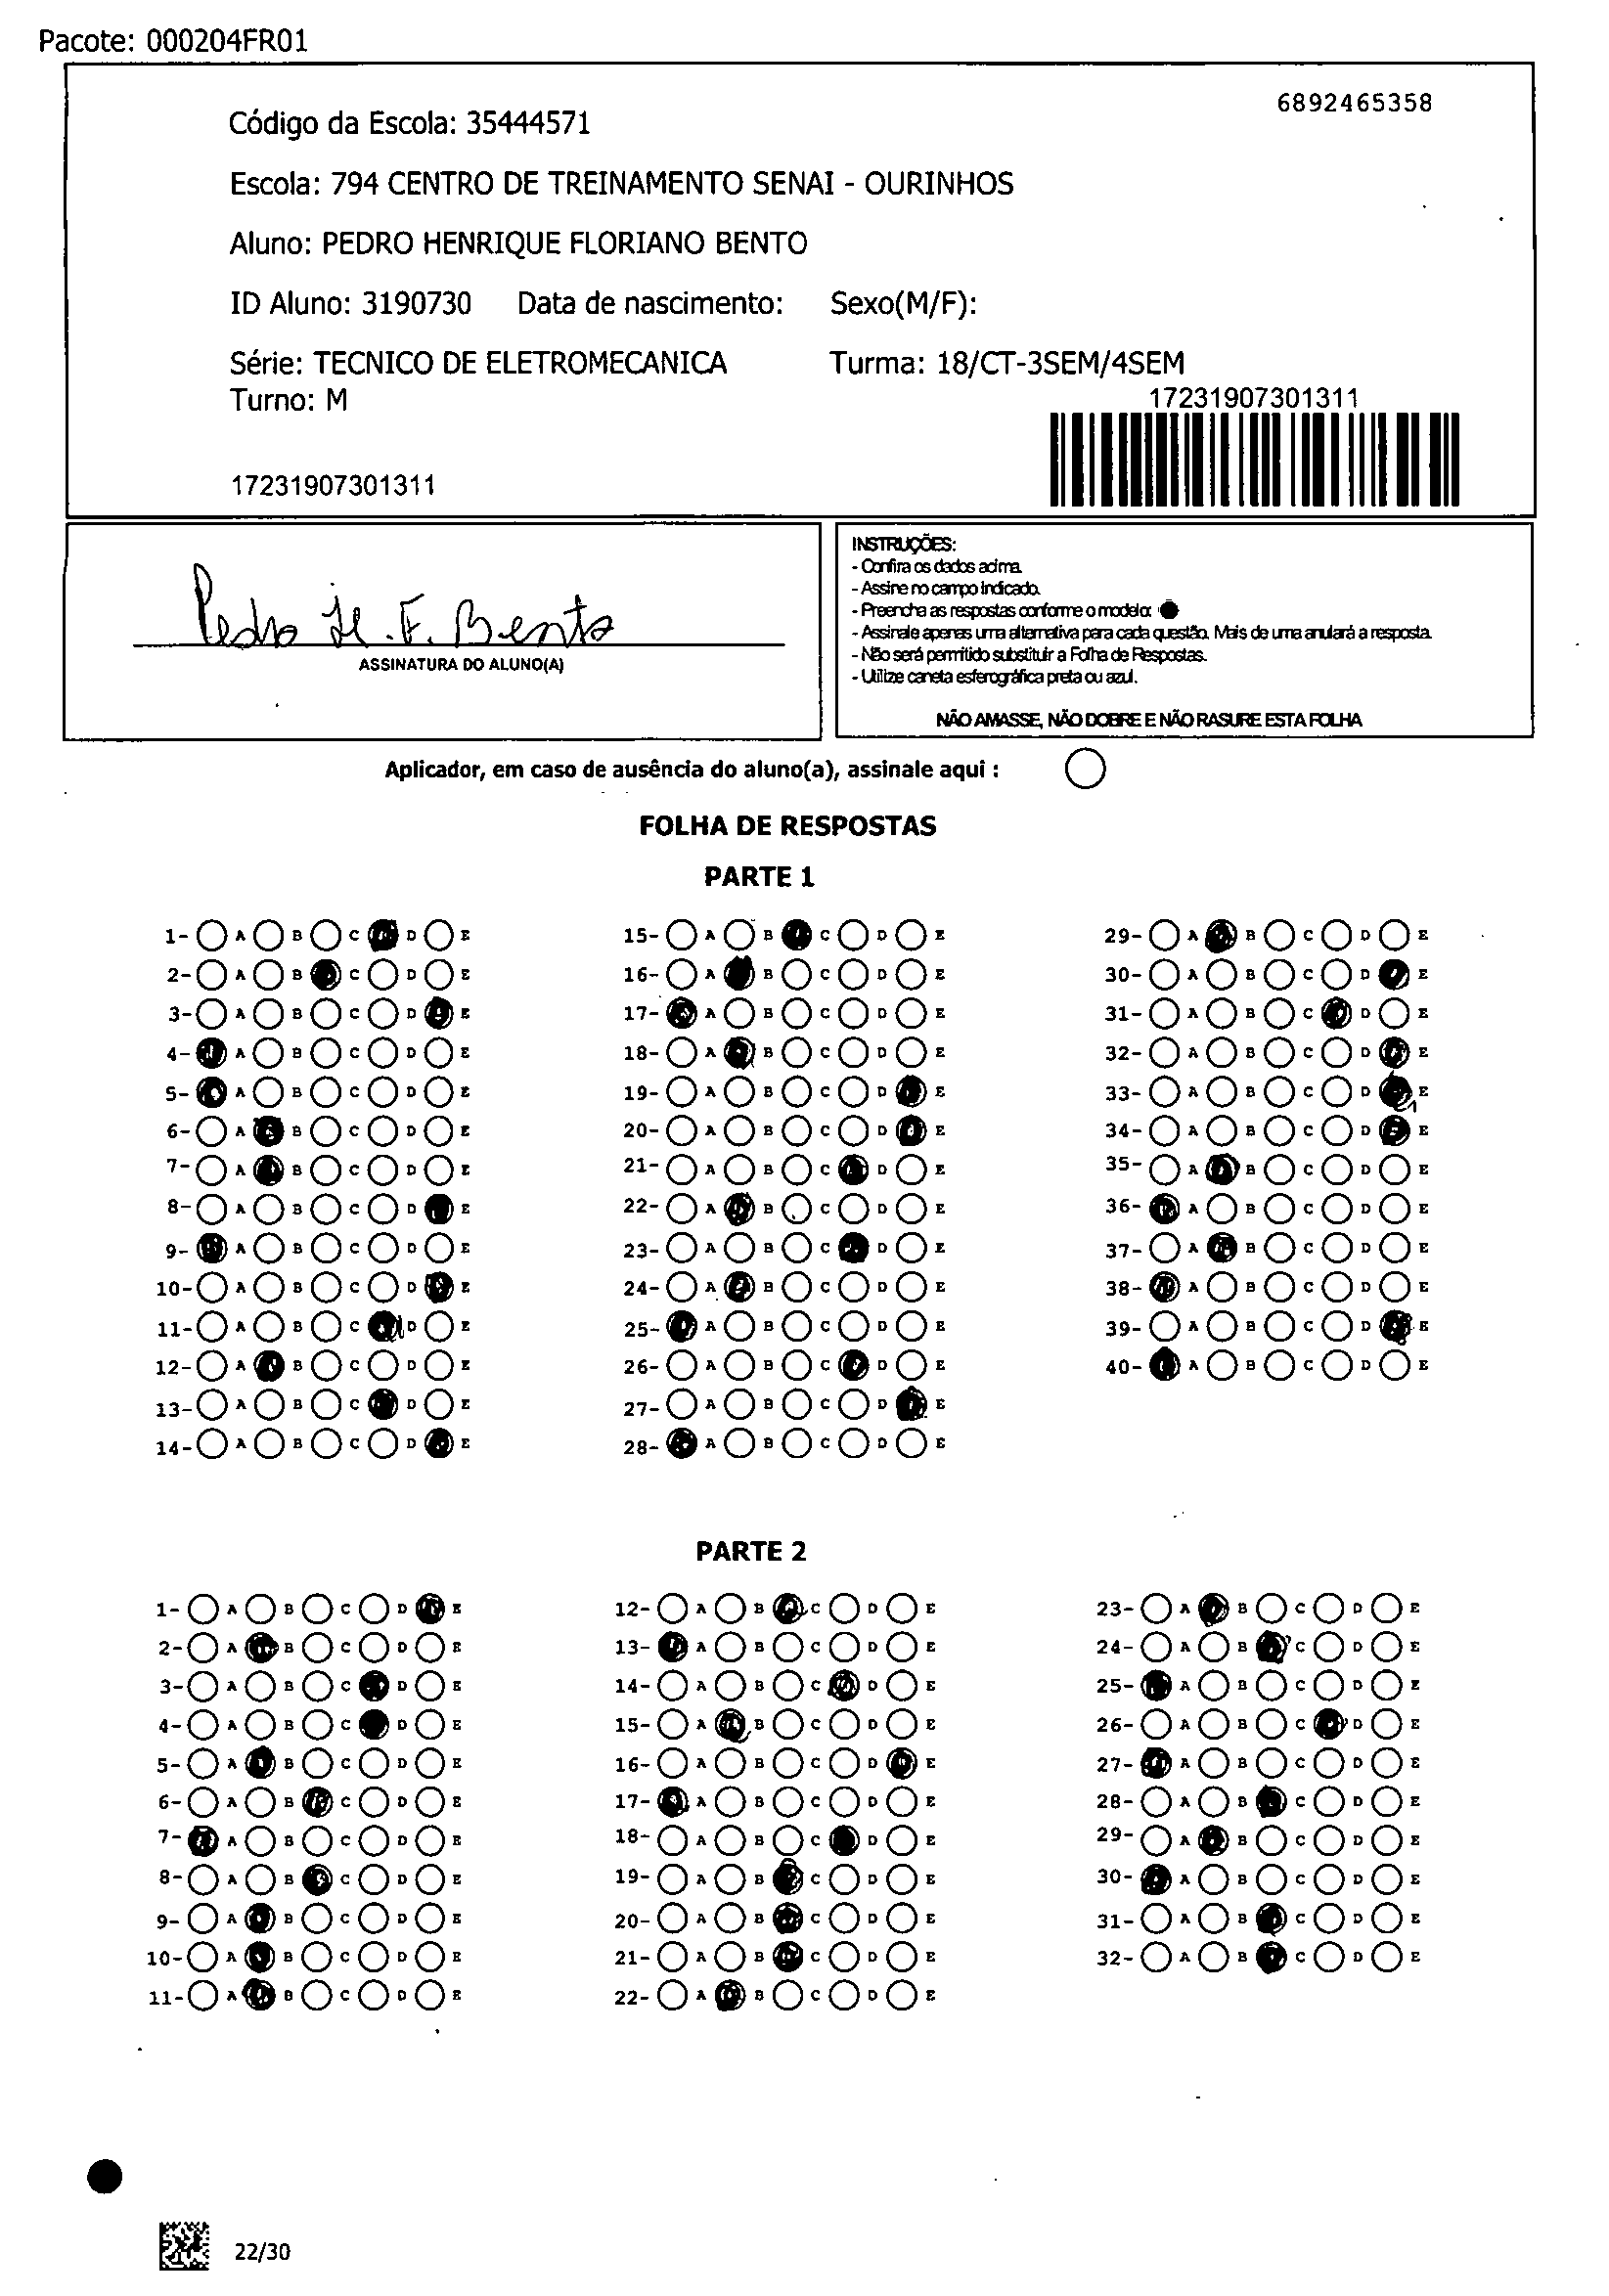 Pacote: 000204FR01
6892465358
Código da Escola: 35444571
Escola: 794 CENTRO DE TREINAMENTO SENAI - OURINHOS
Aluno: PEDRO HENRIQUE FLORIANO BENTO
ID Aluno: 3190730 Data de nascimento: Sexo(M/F):
Série: TECNICO DE ELETROMECANICA Turma: 18/CT-3SEM/4SEM
Turno: M
17231907301311
17231907301311
Pedro H. F. Bento
ASSINATURA DO ALUNO(A)
INSTRUÇÕES:
- Confira os dados acima.
- Assine no campo indicado.
- Preencha as respostas conforme o modelo:
- Assinale apenas uma alternativa para cada questão. Mais de uma anulará a resposta.
- Não será permitido substituir a Folha de Respostas.
- Utilize caneta esferográfica preta ou azul.
NÃO AMASSE, NÃO DOBRE E NÃO RASURE ESTA FOLHA
Aplicador, em caso de ausência do aluno(a), assinale aqui :
FOLHA DE RESPOSTAS
PARTE 1
1- A B C D E
2- A B C D E
3- A B C D E
4- A B C D E
5- A B C D E
6- A B C D E
7- A B C D E
8- A B C D E
9- A B C D E
10- A B C D E
11- A B C D E
12- A B C D E
13- A B C D E
14- A B C D E
15- A B C D E
16- A B C D E
17- A B C D E
18- A B C D E
19- A B C D E
20- A B C D E
21- A B C D E
22- A B C D E
23- A B C D E
24- A B C D E
25- A B C D E
26- A B C D E
27- A B C D E
28- A B C D E
29- A B C D E
30- A B C D E
31- A B C D E
32- A B C D E
33- A B C D E
34- A B C D E
35- A B C D E
36- A B C D E
37- A B C D E
38- A B C D E
39- A B C D E
40- A B C D E
PARTE 2
1- A B C D E
2- A B C D E
3- A B C D E
4- A B C D E
5- A B C D E
6- A B C D E
7- A B C D E
8- A B C D E
9- A B C D E
10- A B C D E
11- A B C D E
12- A B C D E
13- A B C D E
14- A B C D E
15- A B C D E
16- A B C D E
17- A B C D E
18- A B C D E
19- A B C D E
20- A B C D E
21- A B C D E
22- A B C D E
23- A B C D E
24- A B C D E
25- A B C D E
26- A B C D E
27- A B C D E
28- A B C D E
29- A B C D E
30- A B C D E
31- A B C D E
32- A B C D E
22/30